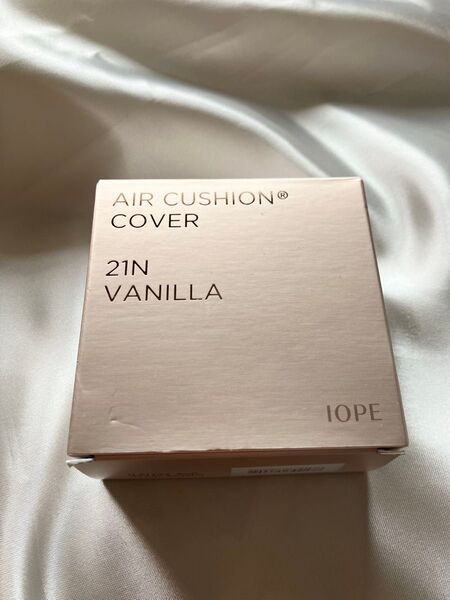 AIR CUSHION®
COVER
21N
VANILLA
IOPE